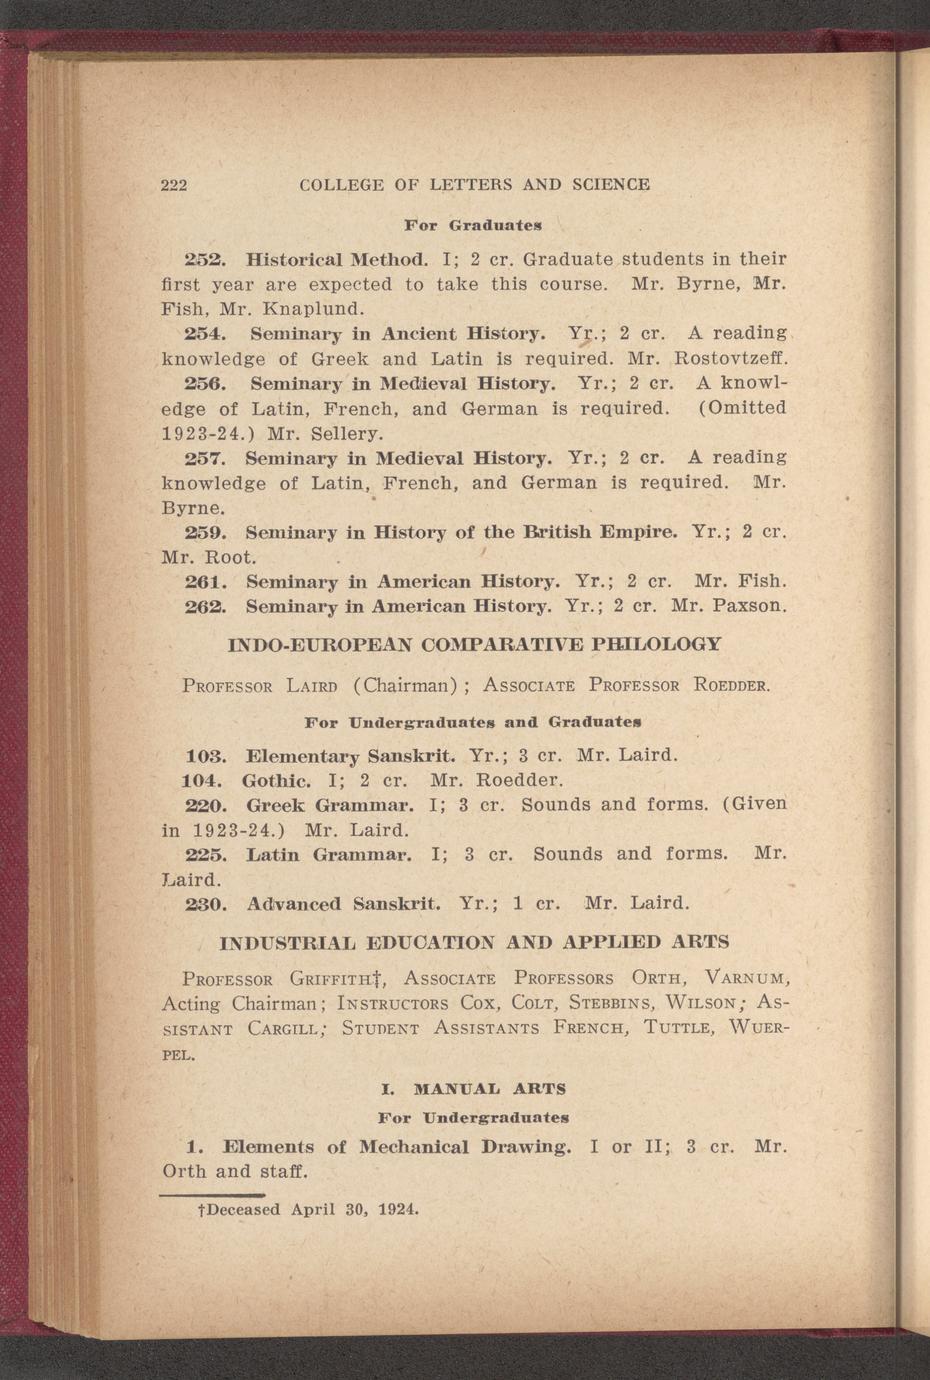 222 COLLEGE OF LETTERS AND SCIENCE
For Graduates
252. Historical Method. I; 2 cr. Graduate students in their
first year are expected to take this course. Mr. Byrne, Mr.
Fish, Mr. Knaplund.
254. Seminary in Ancient History. Yr.; 2 cr. A reading
knowledge of Greek and Latin is required. Mr. Rostovtzeff.
256. Seminary in Medieval History. Yr.; 2 cr. A knowl-
edge of Latin, French, and German is required. (Omitted
1923-24.) Mr. Sellery.
257. Seminary in Medieval History. Yr.; 2 cr. A reading
knowledge of Latin, French, and German is required. Mr.
Byrne.
259. Seminary in History of the British Empire. Yr.; 2 cr.
Mr. Root.
261. Seminary in American History. Yr.; 2 cr. Mr. Fish.
262. Seminary in American History. Yr.; 2 cr. Mr. Paxson.
INDO-EUROPEAN COMPARATIVE PHILOLOGY
PROFESSOR LAIRD (Chairman); ASSOCIATE PROFESSOR ROEDDER.
For Undergraduates and Graduates
103. Elementary Sanskrit. Yr.; 3 cr. Mr. Laird.
104. Gothic. I; 2 cr. Mr. Roedder.
220. Greek Grammar. I; 3 cr. Sounds and forms. (Given
in 1923-24.) Mr. Laird.
225. Latin Grammar. I; 3 cr. Sounds and forms. Mr.
Laird.
230. Advanced Sanskrit. Yr.; 1 cr. Mr. Laird.
INDUSTRIAL EDUCATION AND APPLIED ARTS
PROFESSOR GRIFFITH‡, ASSOCIATE PROFESSORS ORTH, VARNUM,
Acting Chairman; INSTRUCTORS COX, COLT, STEBBINS, WILSON; AS-
SISTANT CARGILL; STUDENT ASSISTANTS FRENCH, TUTTLE, WUER-
PEL.
I. MANUAL ARTS
For Undergraduates
1. Elements of Mechanical Drawing. I or II; 3 cr. Mr.
Orth and staff.
†Deceased April 30, 1924.